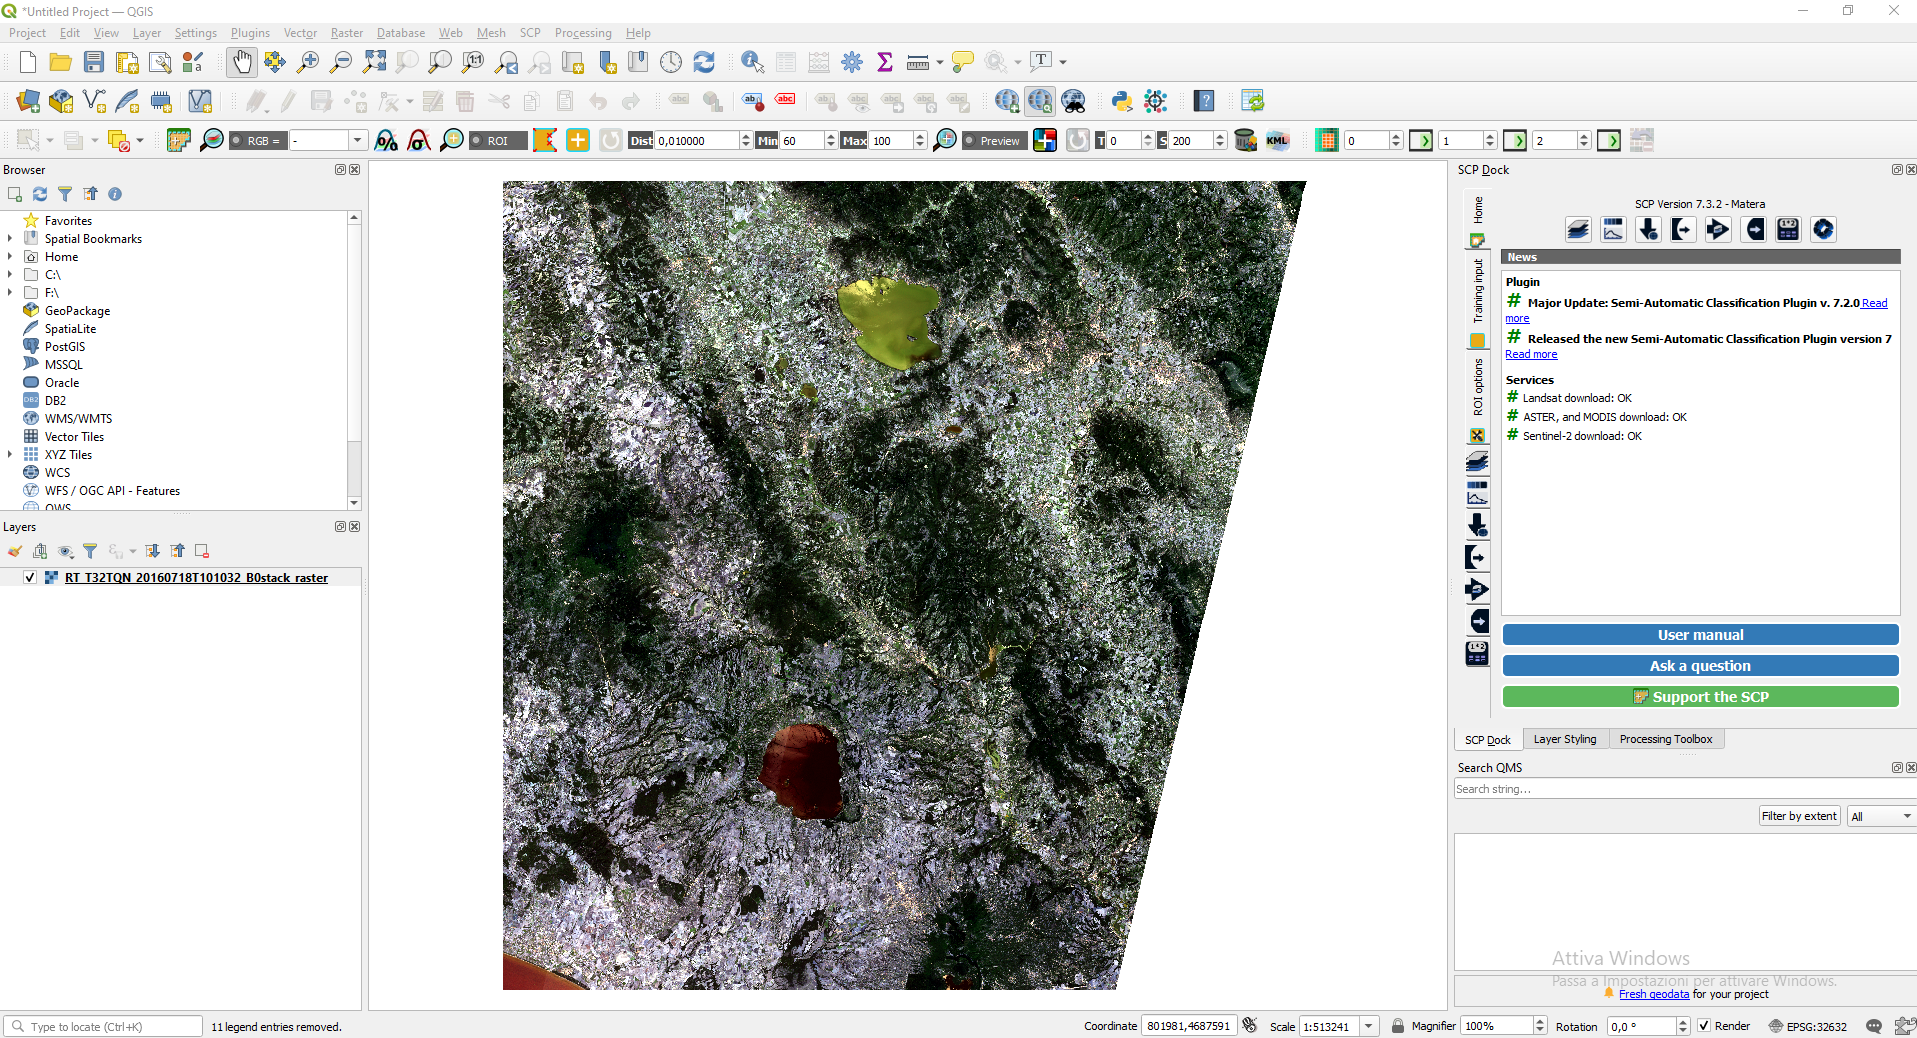 *Untitled Project — QGIS
Project Edit View Layer Settings Plugins Vector Raster Database Web Mesh SCP Processing Help
RGB = - ROI Dist 0,010000 Min 60 Max 100 Preview T 0 S 200 KML 0 1 2
Browser
Favorites
Spatial Bookmarks
Home
C:\
F:\
GeoPackage
SpatiaLite
PostGIS
MSSQL
Oracle
DB2
WMS/WMTS
Vector Tiles
XYZ Tiles
WCS
WFS / OGC API - Features
OWS
Layers
RT_T32TQN_20160718T101032_B0stack_raster
SCP Dock
Home
Training input
ROI options
SCP Version 7.3.2 - Matera
News
Plugin
# Major Update: Semi-Automatic Classification Plugin v. 7.2.0 Read
more
# Released the new Semi-Automatic Classification Plugin version 7
Read more
Services
# Landsat download: OK
# ASTER, and MODIS download: OK
# Sentinel-2 download: OK
User manual
Ask a question
Support the SCP
SCP Dock Layer Styling Processing Toolbox
Search QMS
Search string...
Filter by extent All
Attiva Windows
Passa a Impostazioni per attivare Windows.
Fresh geodata for your project
Type to locate (Ctrl+K) 11 legend entries removed. Coordinate 801981,4687591 Scale 1:513241 Magnifier 100% Rotation 0,0 ° Render EPSG:32632